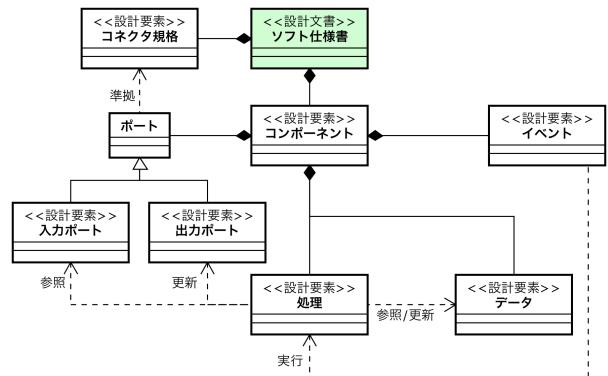 <<設計要素>>
コネクタ規格
<<設計文書>>
ソフト仕様書
準拠
ポート
<<設計要素>>
コンポーネント
<<設計要素>>
イベント
<<設計要素>>
入力ポート
<<設計要素>>
出力ポート
参照
更新
<<設計要素>>
処理
参照/更新
<<設計要素>>
データ
実行